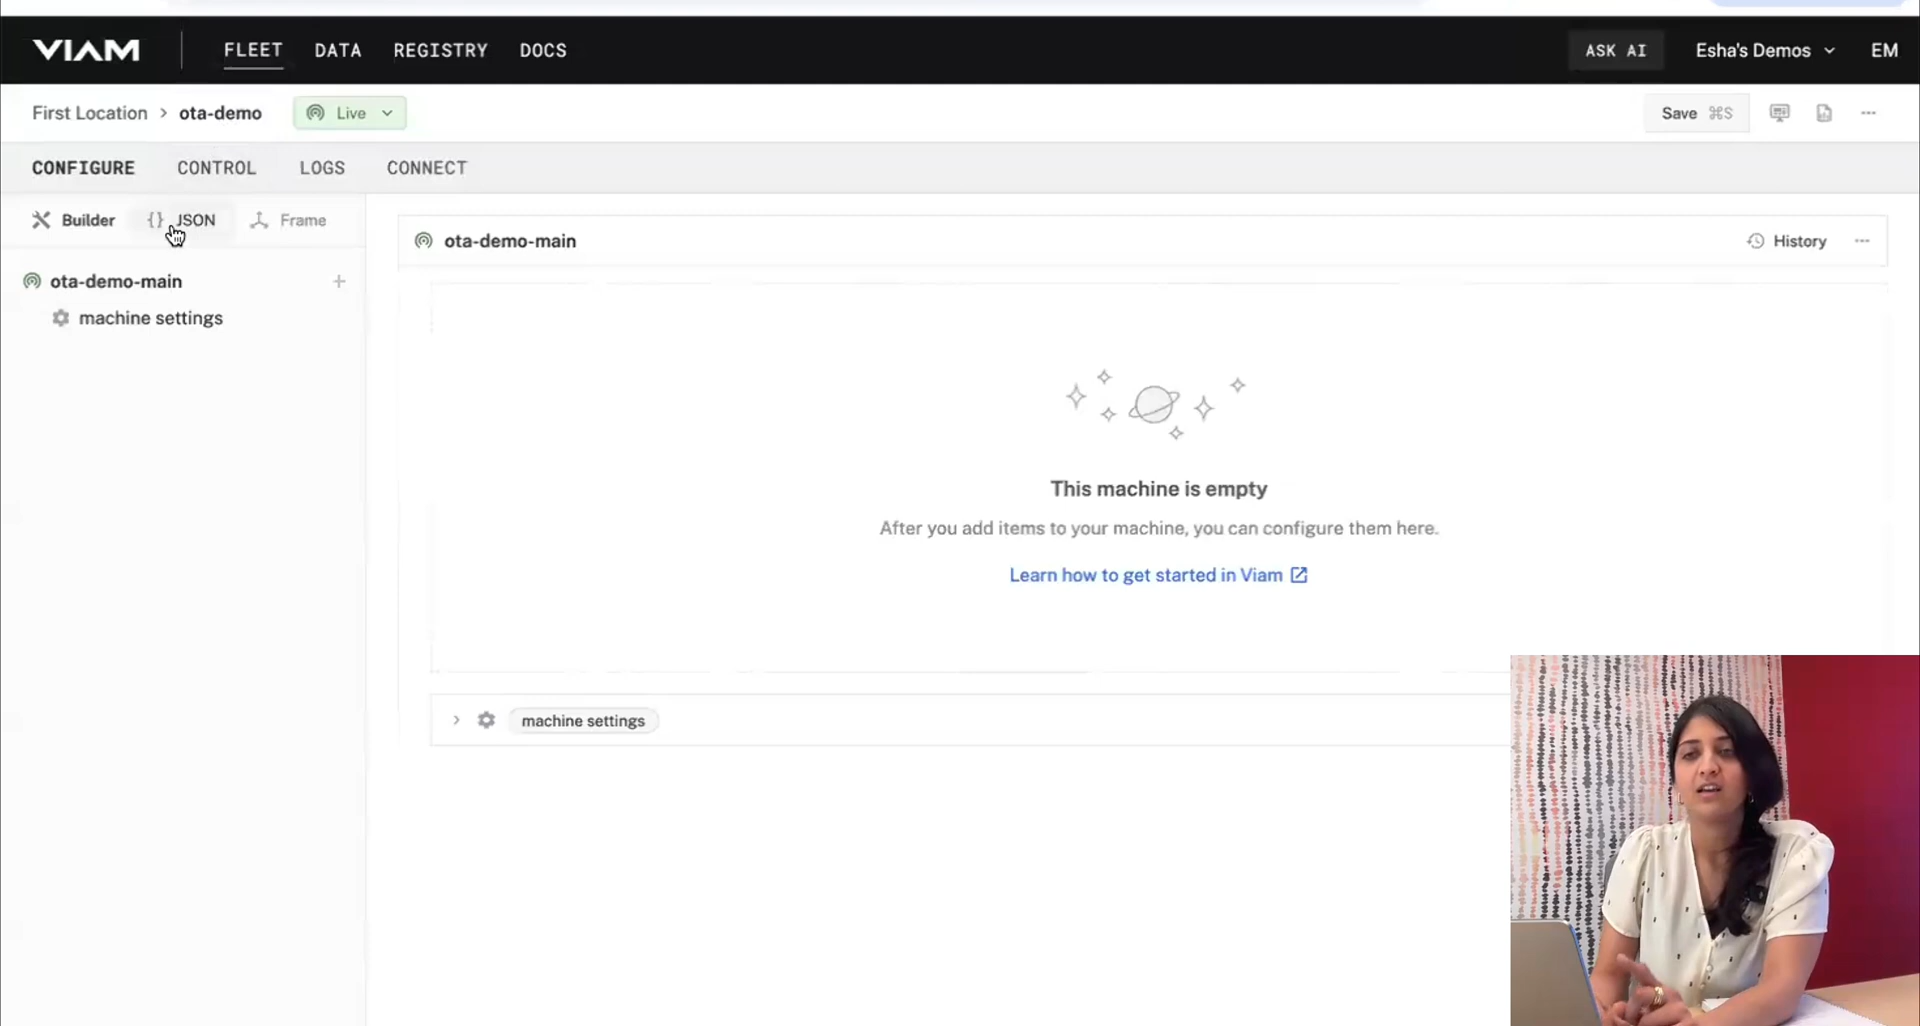 VIAM FLEET DATA REGISTRY DOCS ASK AI Esha's Demos EM
First Location > ota-demo Live Save ⌘S
CONFIGURE CONTROL LOGS CONNECT
Builder {} JSON Frame
ota-demo-main
machine settings
ota-demo-main History
This machine is empty
After you add items to your machine, you can configure them here.
Learn how to get started in Viam
machine settings